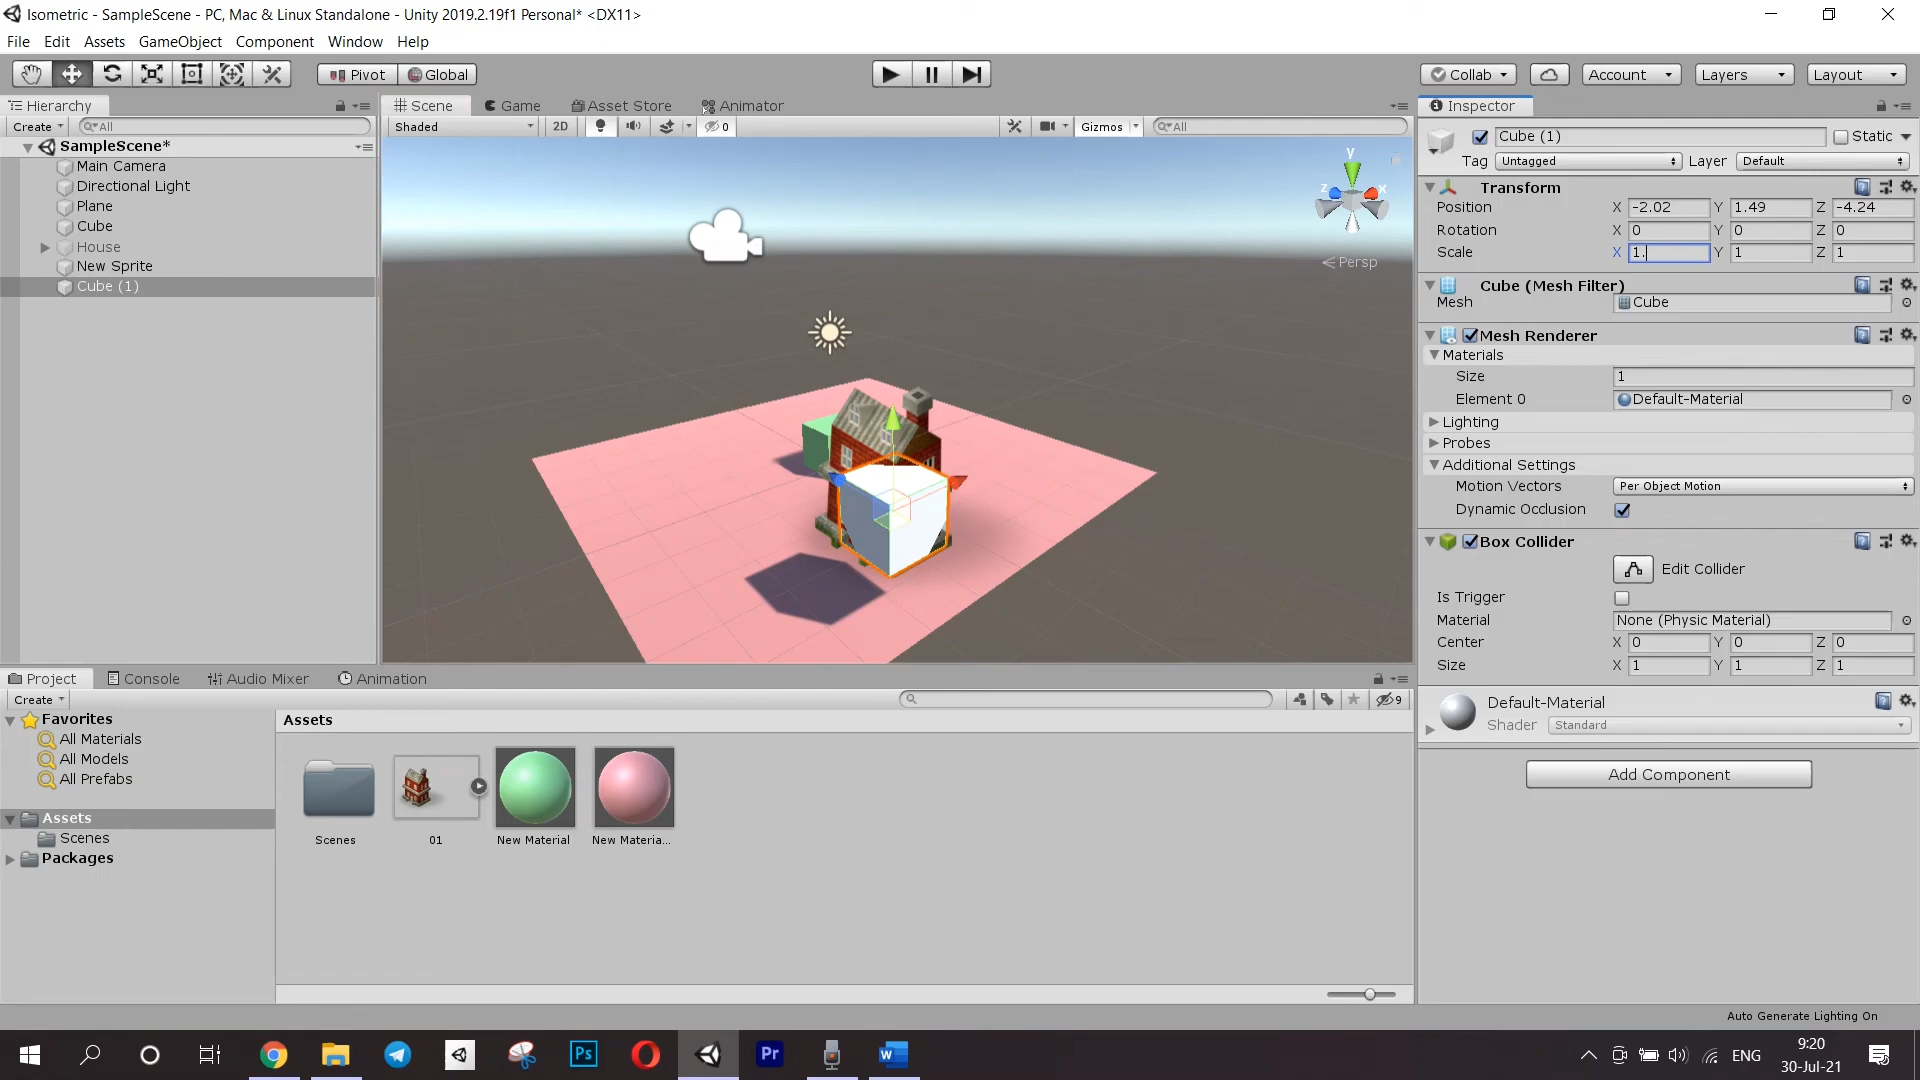 Isometric - SampleScene - PC, Mac & Linux Standalone - Unity 2019.2.19f1 Personal* <DX11>
File Edit Assets GameObject Component Window Help
Pivot Global Collab Account Layers Layout
Hierarchy
Create All
SampleScene*
Main Camera
Directional Light
Plane
Cube
House
New Sprite
Cube (1)
Scene Game Asset Store Animator
Shaded 2D 0 Gizmos All
y
z x
Persp
Inspector
Cube (1) Static
Tag Untagged Layer Default
Transform
Position X -2.02 Y 1.49 Z -4.24
Rotation X 0 Y 0 Z 0
Scale X 1. Y 1 Z 1
Cube (Mesh Filter)
Mesh Cube
Mesh Renderer
Materials
Size 1
Element 0 Default-Material
Lighting
Probes
Additional Settings
Motion Vectors Per Object Motion
Dynamic Occlusion
Box Collider
Edit Collider
Is Trigger
Material None (Physic Material)
Center X 0 Y 0 Z 0
Size X 1 Y 1 Z 1
Default-Material
Shader Standard
Add Component
Project Console Audio Mixer Animation
Create 9
Favorites
All Materials
All Models
All Prefabs
Assets
Scenes
Packages
Assets
Scenes 01 New Material New Materia...
Auto Generate Lighting On
Ps Pr W
ENG
9:20
30-Jul-21